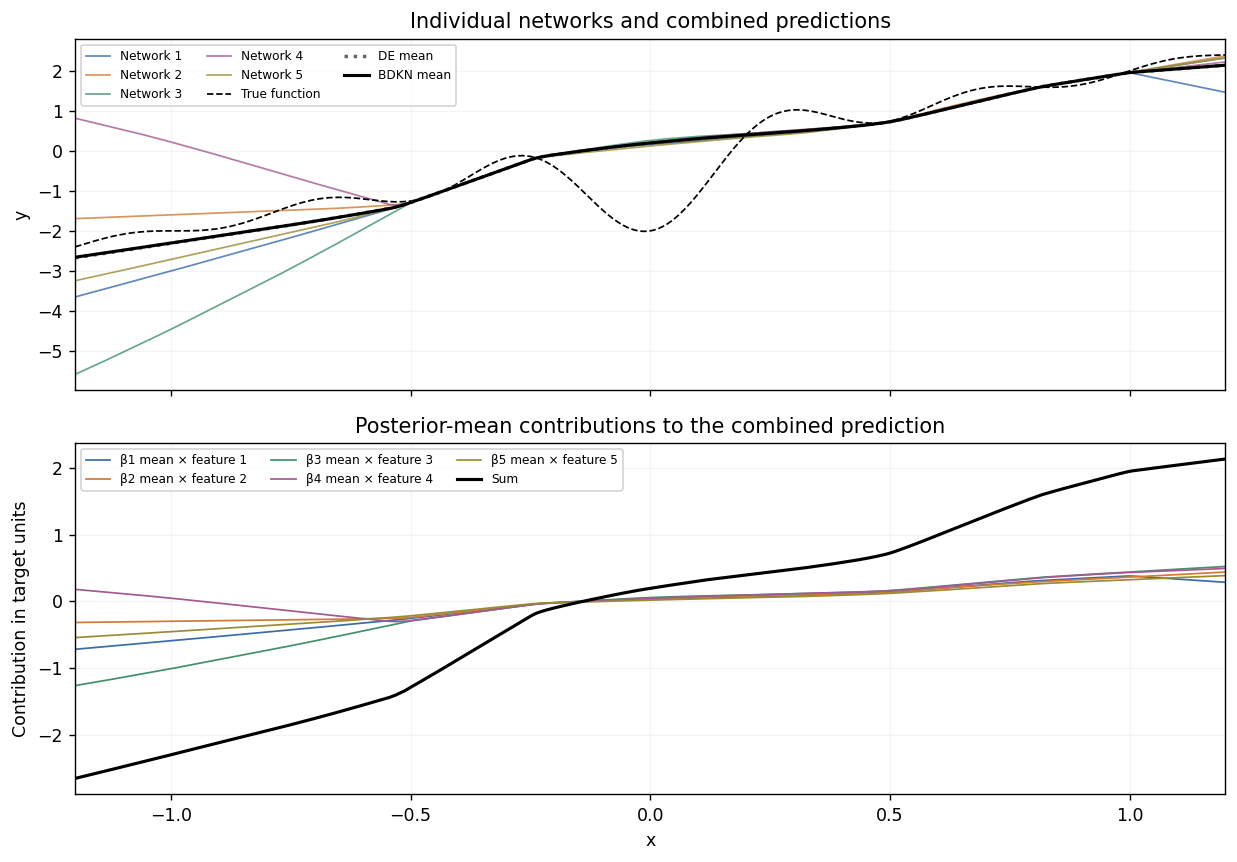 Individual networks and combined predictions
Network 1
Network 2
Network 3
Network 4
Network 5
True function
DE mean
BDKN mean
y
2
1
0
−1
−2
−3
−4
−5
Posterior-mean contributions to the combined prediction
β1 mean × feature 1
β2 mean × feature 2
β3 mean × feature 3
β4 mean × feature 4
β5 mean × feature 5
Sum
Contribution in target units
2
1
0
−1
−2
−1.0
−0.5
0.0
0.5
1.0
x